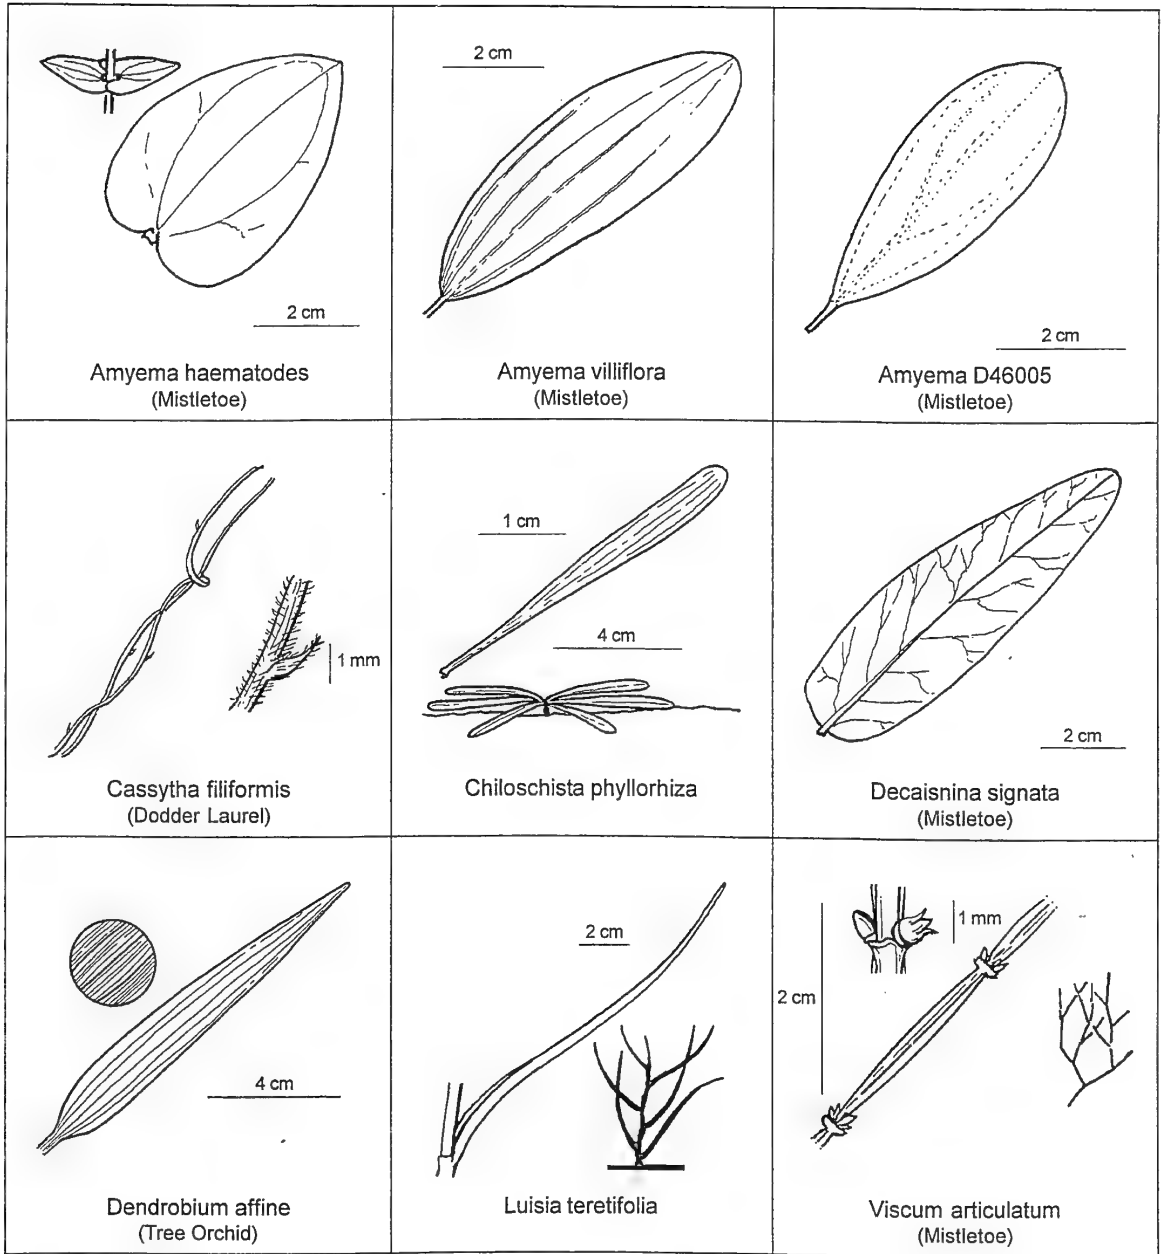 2 cm
Amyema haematodes
(Mistletoe)
2 cm
Amyema villiflora
(Mistletoe)
2 cm
Amyema D46005
(Mistletoe)
1 mm
Cassytha filiformis
(Dodder Laurel)
1 cm
4 cm
Chiloschista phyllorhiza
2 cm
Decaisnina signata
(Mistletoe)
4 cm
Dendrobium affine
(Tree Orchid)
2 cm
Luisia teretifolia
1 mm
2 cm
Viscum articulatum
(Mistletoe)